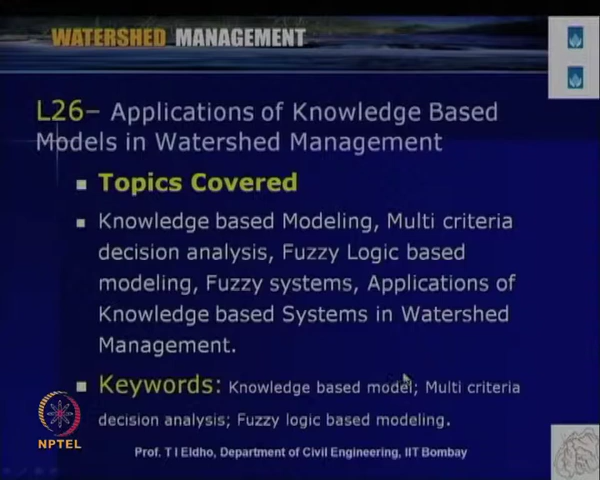 WATERSHED MANAGEMENT
L26– Applications of Knowledge Based
Models in Watershed Management
Topics Covered
Knowledge based Modeling, Multi criteria
decision analysis, Fuzzy Logic based
modeling, Fuzzy systems, Applications of
Knowledge based Systems in Watershed
Management.
Keywords: Knowledge based model; Multi criteria
decision analysis; Fuzzy logic based modeling.
NPTEL
Prof. T I Eldho, Department of Civil Engineering, IIT Bombay